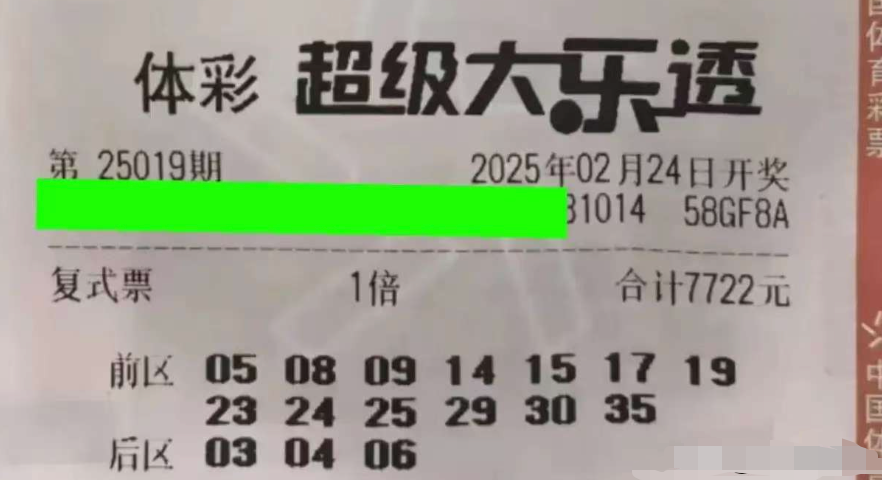 体彩 超级大乐透
第 25019期 2025年02月24日开奖
31014 58GF8A
复式票 1倍 合计7722元
前区 05 08 09 14 15 17 19
23 24 25 29 30 35
后区 03 04 06
国体育彩票
中国体